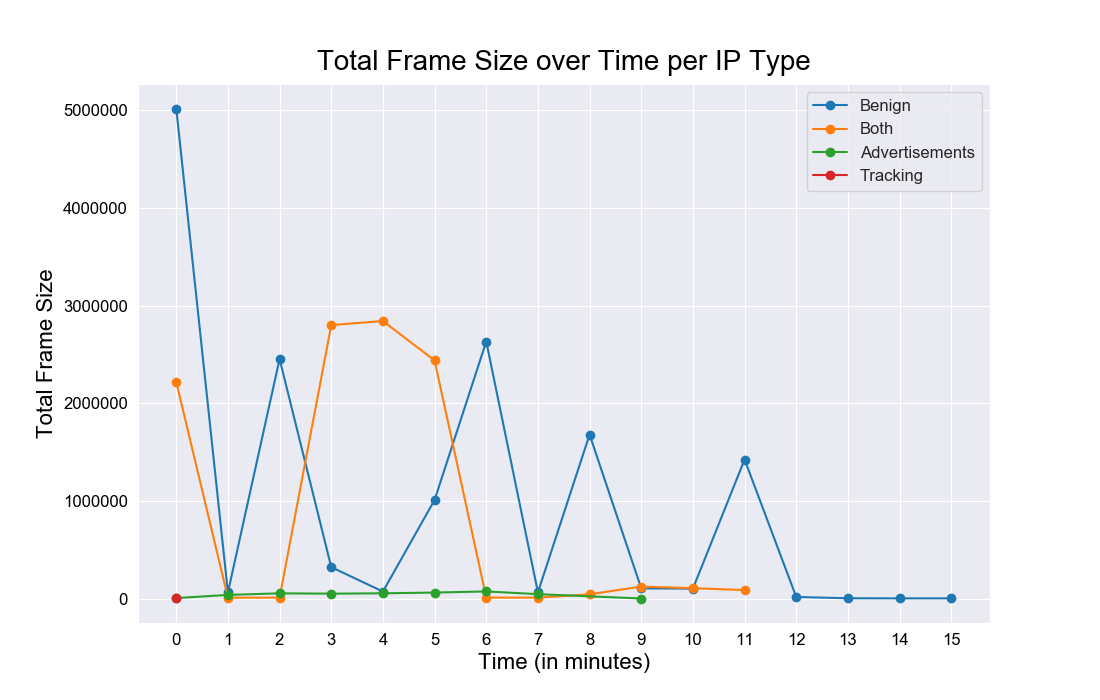 Total Frame Size over Time per IP Type
Benign
Both
Advertisements
Tracking
5000000
4000000
3000000
2000000
1000000
0
Total Frame Size
0 1 2 3 4 5 6 7 8 9 10 11 12 13 14 15
Time (in minutes)